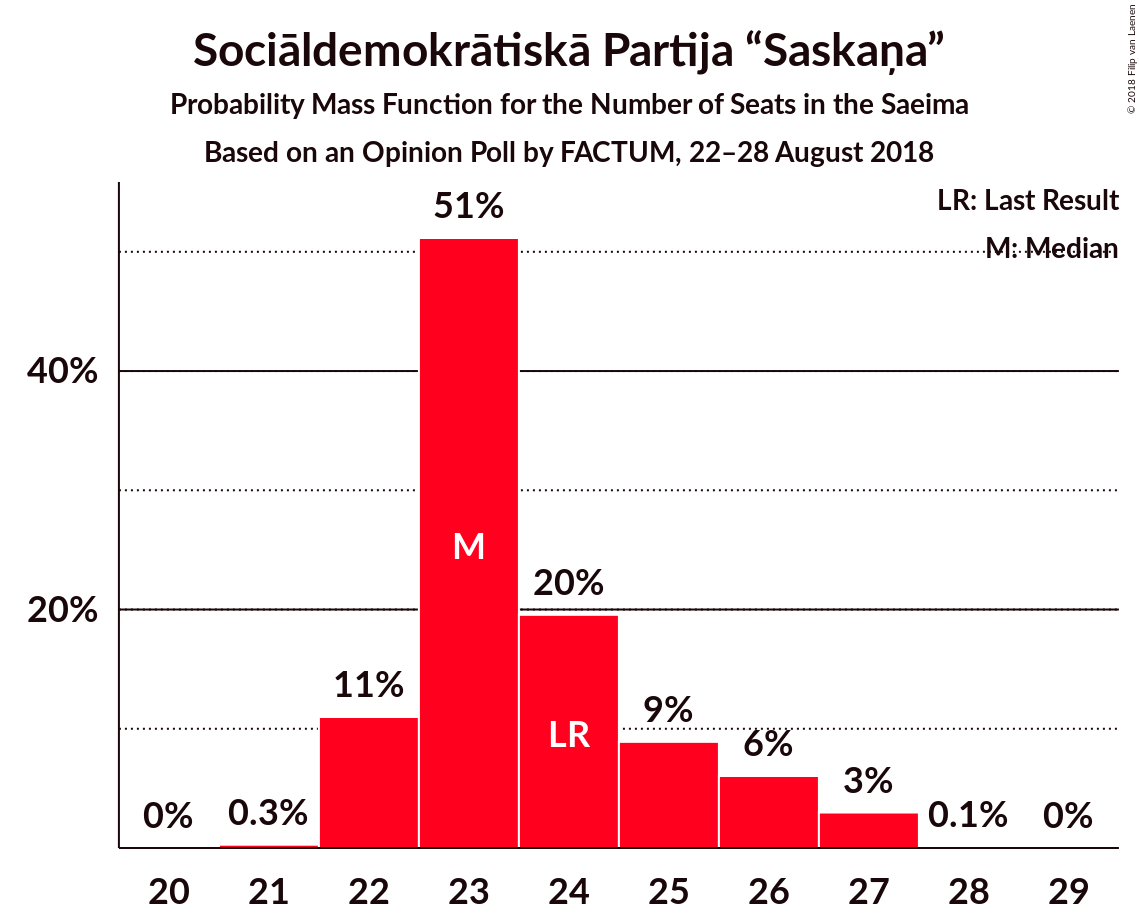 Sociāldemokrātiskā Partija “Saskaņa”
Probability Mass Function for the Number of Seats in the Saeima
Based on an Opinion Poll by FACTUM, 22–28 August 2018
© 2018 Filip van Laenen
LR: Last Result
M: Median
40%
20%
0%
0.3%
11%
51%
M
20%
LR
9%
6%
3%
0.1%
0%
20 21 22 23 24 25 26 27 28 29